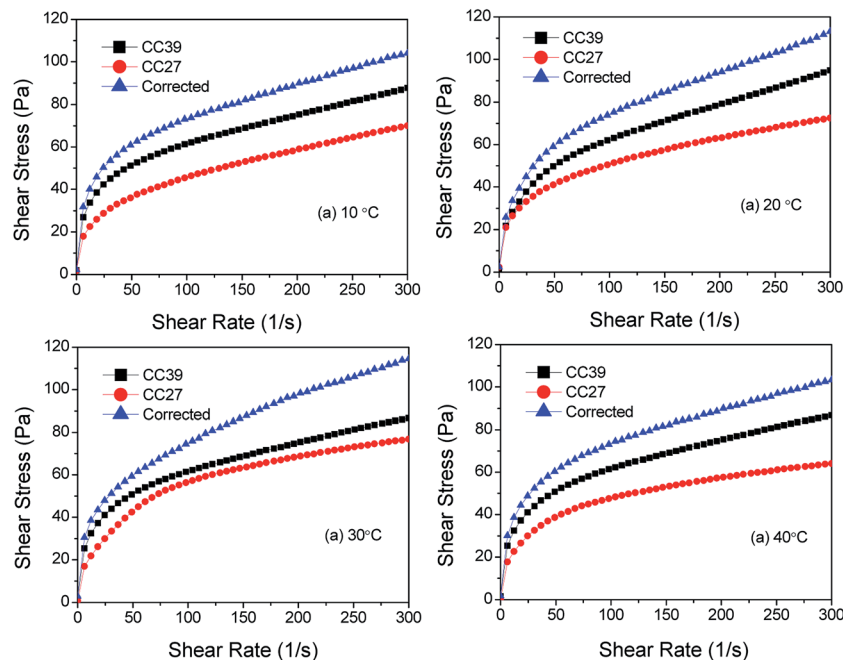 120
100
80
60
40
20
0
Shear Stress (Pa)
CC39
CC27
Corrected
(a) 10 °C
0 50 100 150 200 250 300
Shear Rate (1/s)
120
100
80
60
40
20
0
Shear Stress (Pa)
CC39
CC27
Corrected
(a) 20 °C
0 50 100 150 200 250 300
Shear Rate (1/s)
120
100
80
60
40
20
0
Shear Stress (Pa)
CC39
CC27
Corrected
(a) 30°C
0 50 100 150 200 250 300
Shear Rate (1/s)
120
100
80
60
40
20
0
Shear Stress (Pa)
CC39
CC27
Corrected
(a) 40°C
0 50 100 150 200 250 300
Shear Rate (1/s)